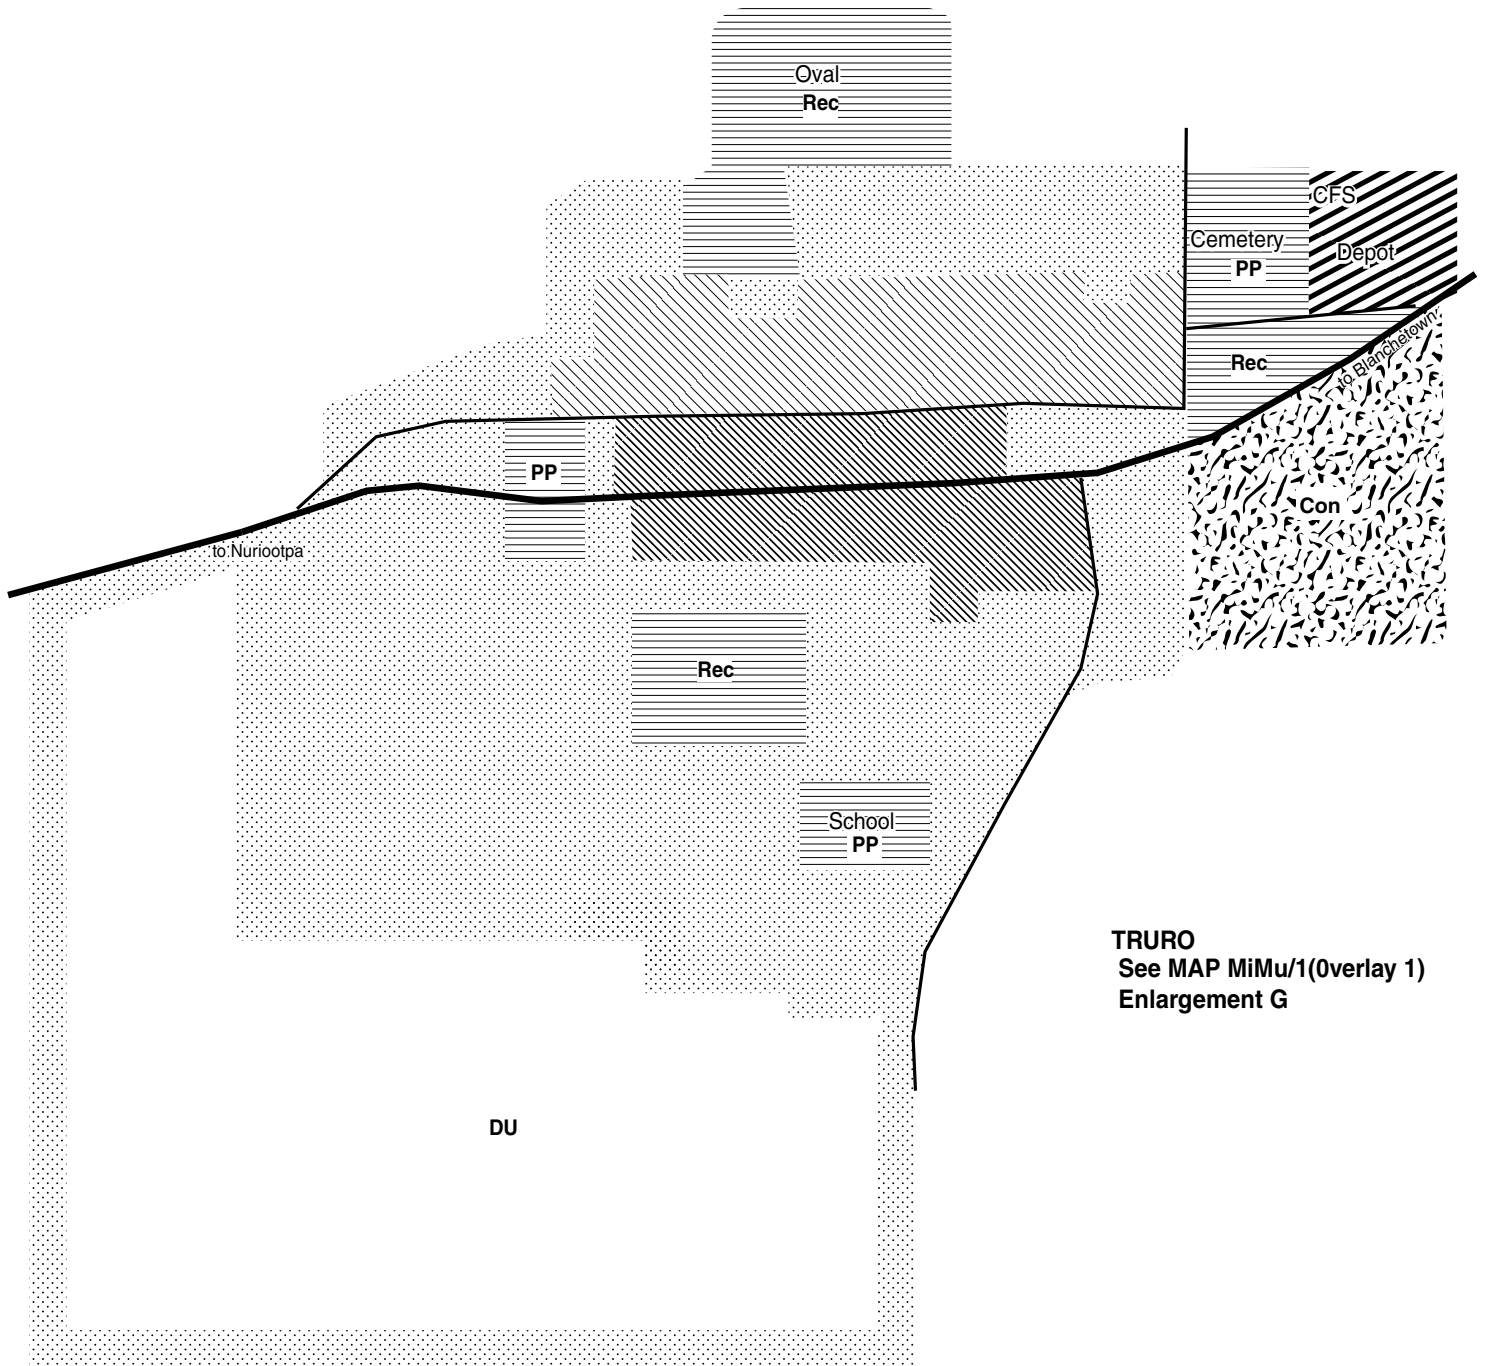 Oval
Rec
CFS
Depot
Cemetery
PP
Rec
to Blanchetown
PP
Con
to Nuriootpa
Rec
School
PP
TRURO
See MAP MiMu/1(0verlay 1)
Enlargement G
DU